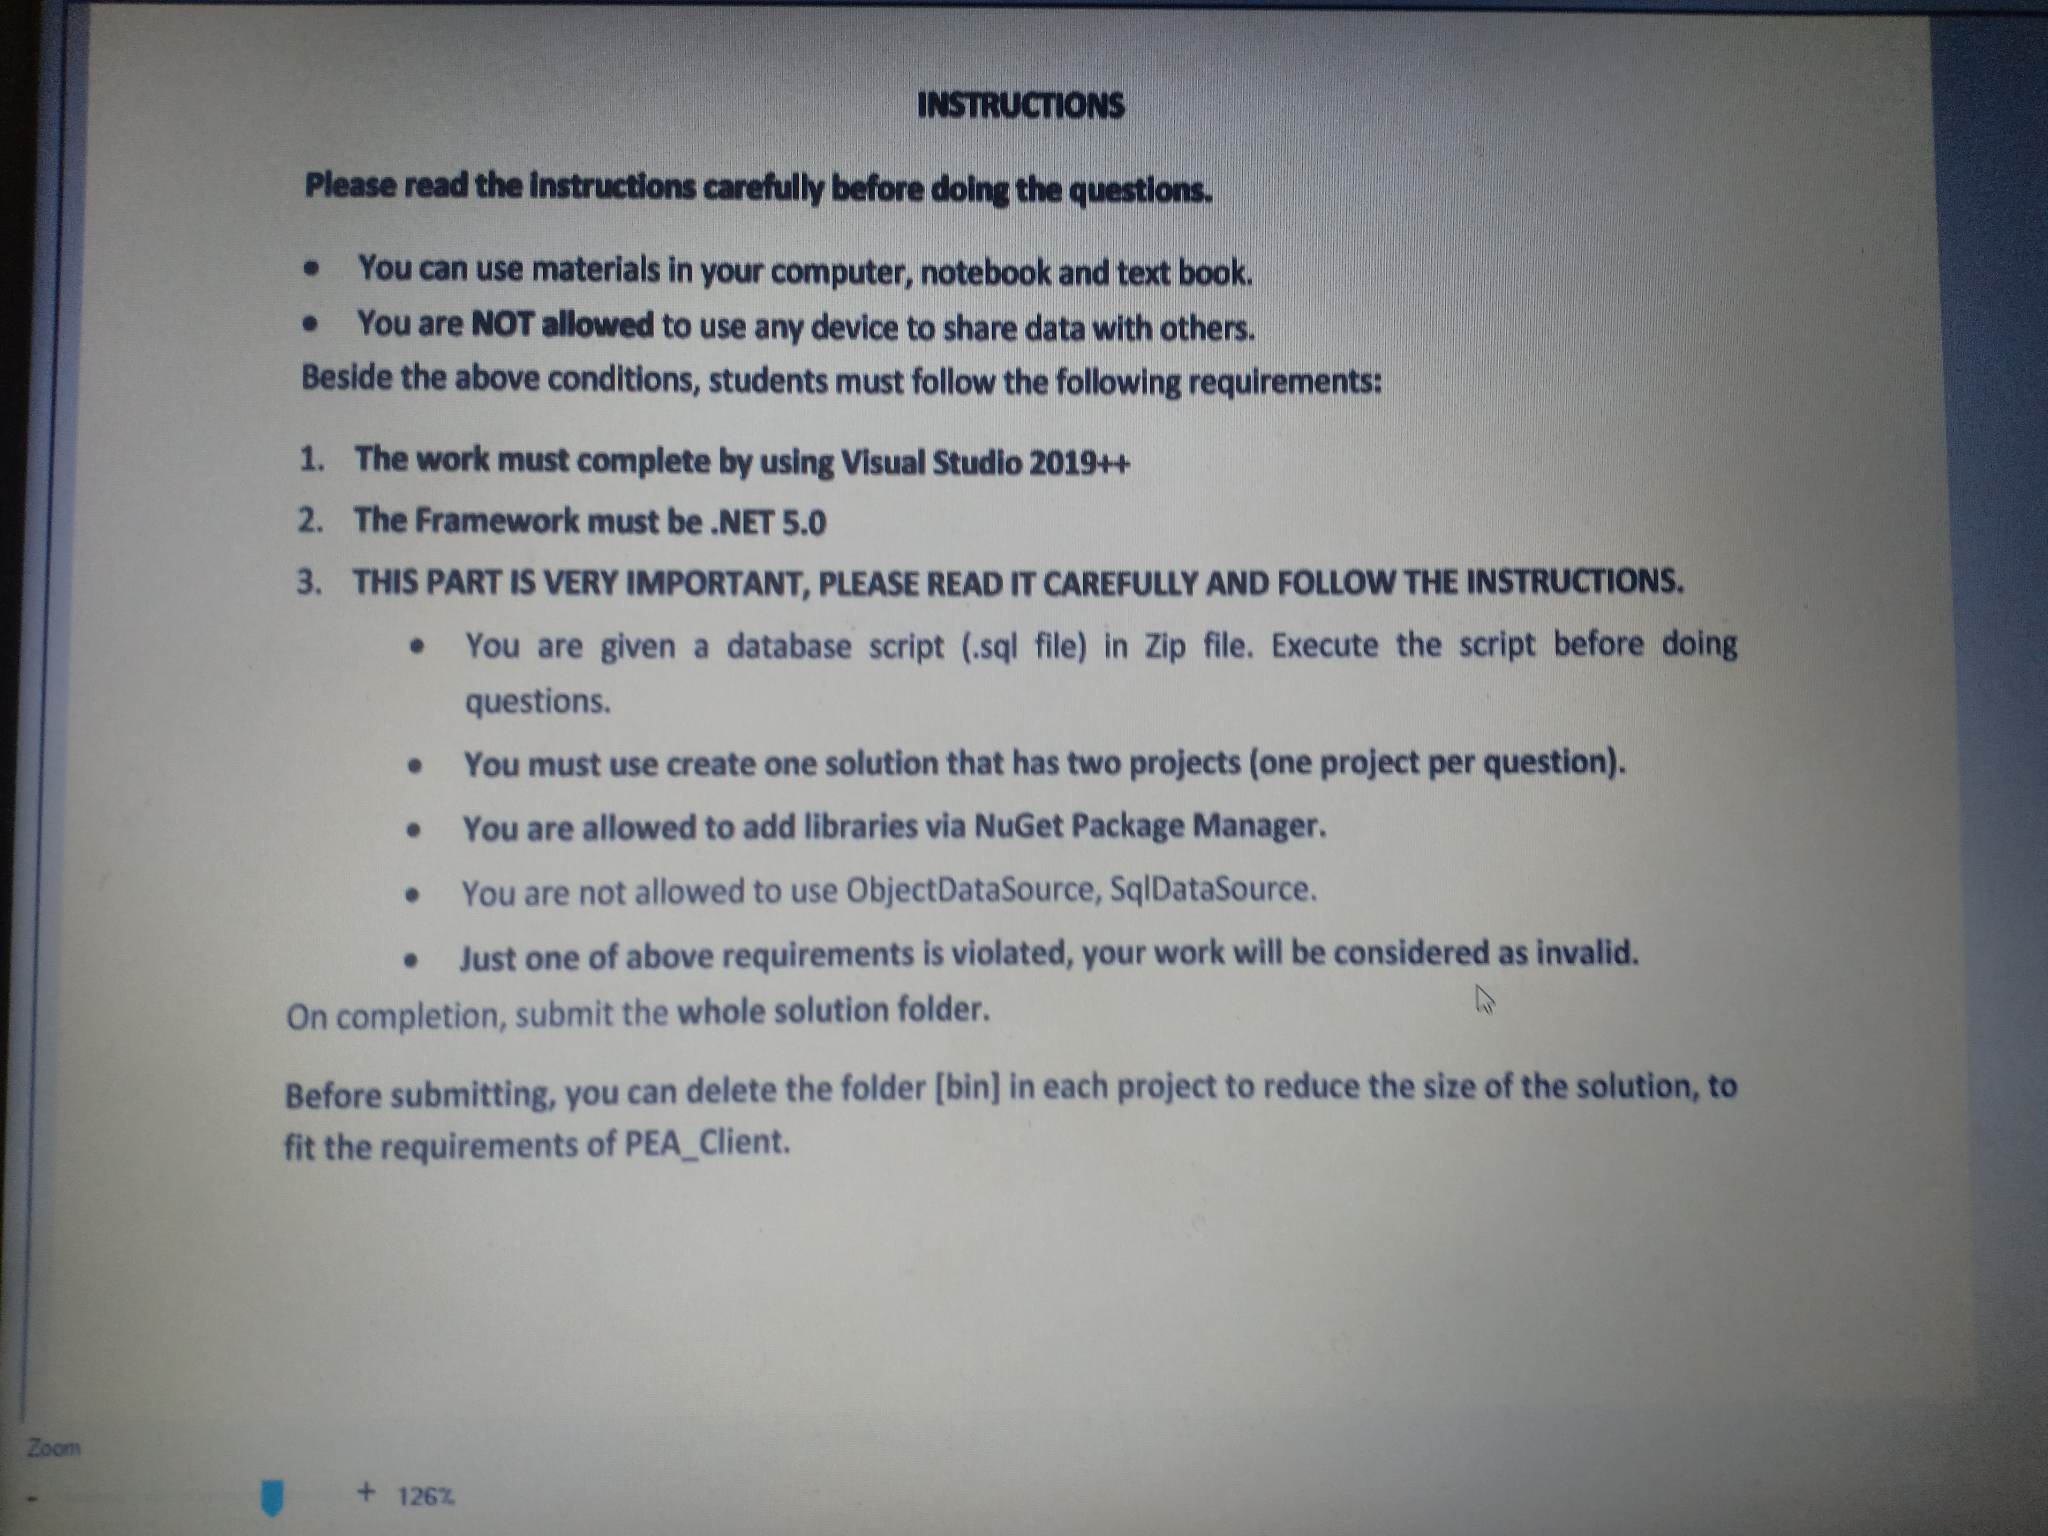 INSTRUCTIONS
Please read the instructions carefully before doing the questions.
• You can use materials in your computer, notebook and text book.
• You are NOT allowed to use any device to share data with others.
Beside the above conditions, students must follow the following requirements:
1. The work must complete by using Visual Studio 2019++
2. The Framework must be .NET 5.0
3. THIS PART IS VERY IMPORTANT, PLEASE READ IT CAREFULLY AND FOLLOW THE INSTRUCTIONS.
• You are given a database script (.sql file) in Zip file. Execute the script before doing
questions.
• You must use create one solution that has two projects (one project per question).
• You are allowed to add libraries via NuGet Package Manager.
• You are not allowed to use ObjectDataSource, SqlDataSource.
• Just one of above requirements is violated, your work will be considered as invalid.
On completion, submit the whole solution folder.
Before submitting, you can delete the folder [bin] in each project to reduce the size of the solution, to
fit the requirements of PEA_Client.
Zoom
- + 126%